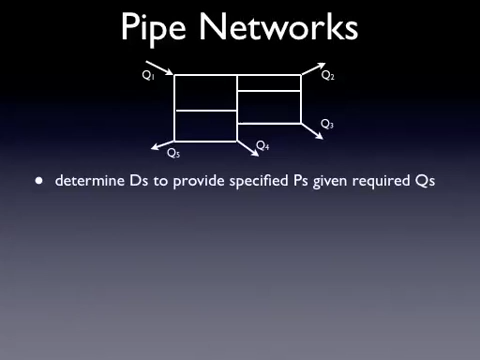 Pipe Networks
Q1
Q2
Q3
Q4
Q5
• determine Ds to provide specified Ps given required Qs